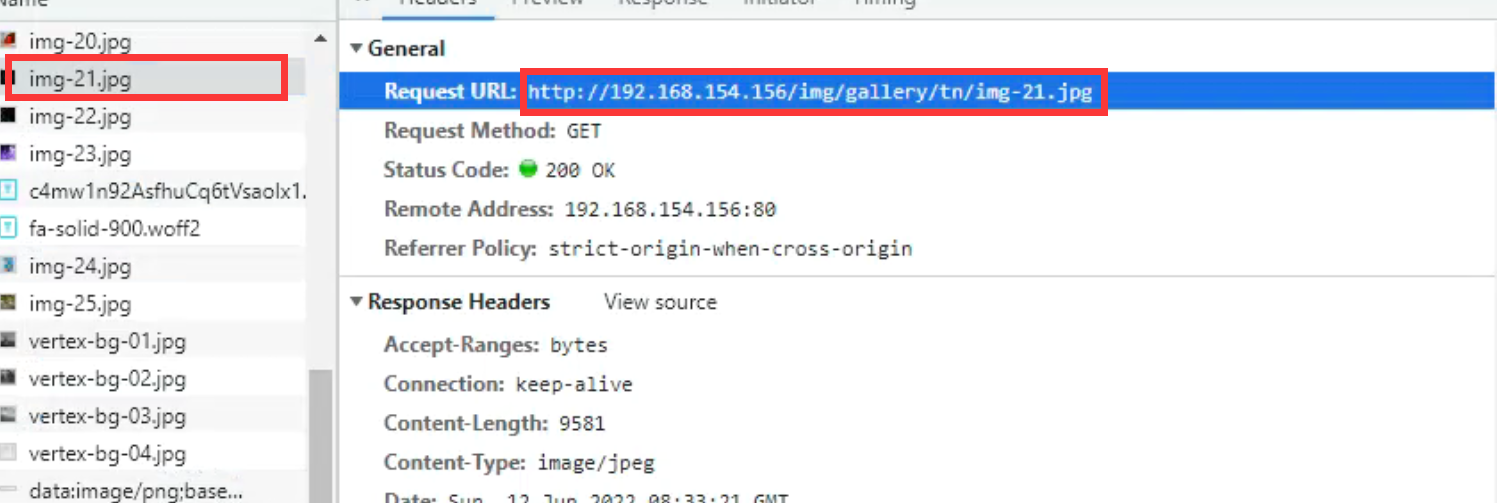 Name
img-20.jpg
img-21.jpg
img-22.jpg
img-23.jpg
c4mw1n92AsfhuCq6tVsaoIx1.
fa-solid-900.woff2
img-24.jpg
img-25.jpg
vertex-bg-01.jpg
vertex-bg-02.jpg
vertex-bg-03.jpg
vertex-bg-04.jpg
data:image/png;base...
Headers Preview Response Initiator Timing
General
Request URL: http://192.168.154.156/img/gallery/tn/img-21.jpg
Request Method: GET
Status Code: 200 OK
Remote Address: 192.168.154.156:80
Referrer Policy: strict-origin-when-cross-origin
Response Headers View source
Accept-Ranges: bytes
Connection: keep-alive
Content-Length: 9581
Content-Type: image/jpeg
Date: Sun, 12 Jun 2022 08:33:21 GMT